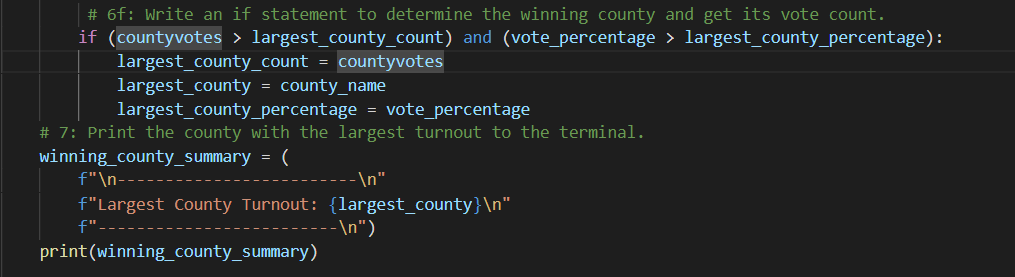 # 6f: Write an if statement to determine the winning county and get its vote count.
if (countyvotes > largest_county_count) and (vote_percentage > largest_county_percentage):
largest_county_count = countyvotes
largest_county = county_name
largest_county_percentage = vote_percentage
# 7: Print the county with the largest turnout to the terminal.
winning_county_summary = (
f"\n-------------------------\n"
f"Largest County Turnout: {largest_county}\n"
f"-------------------------\n")
print(winning_county_summary)